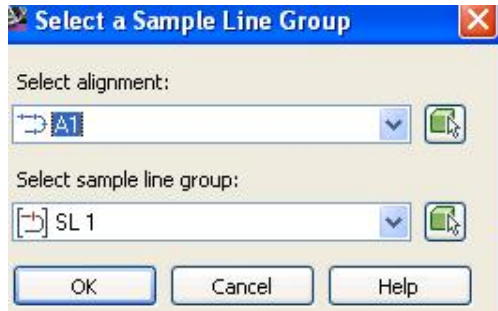 Select a Sample Line Group
Select alignment:
A1
Select sample line group:
SL 1
OK Cancel Help